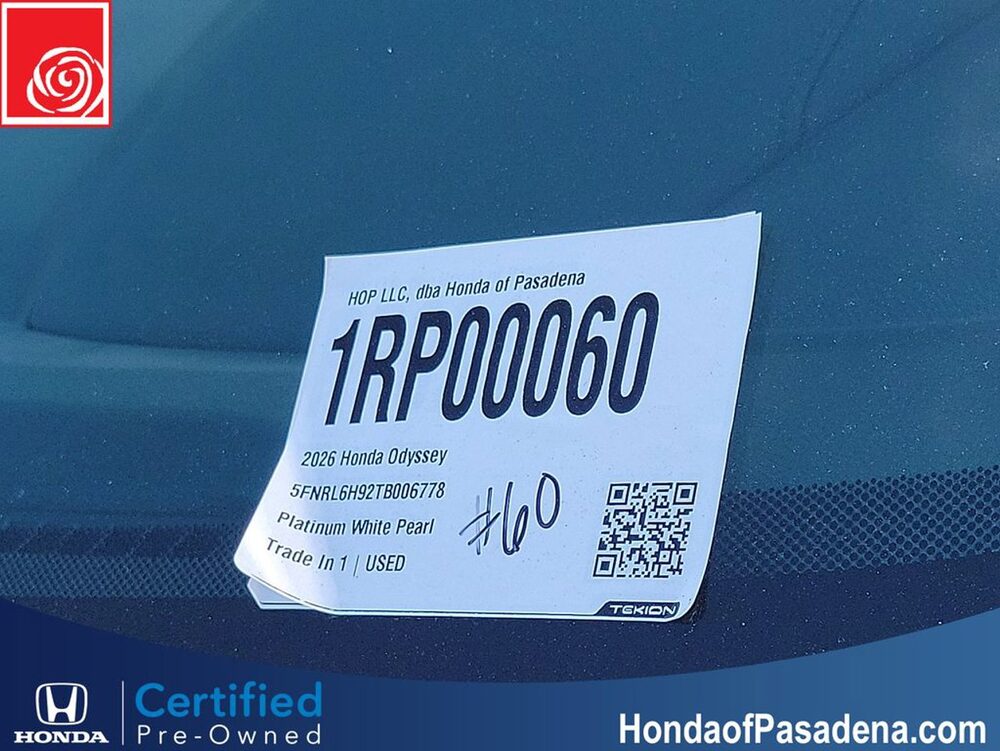 HOP LLC, dba Honda of Pasadena
1RP00060
2026 Honda Odyssey
5FNRL6H92TB006778
Platinum White Pearl
Trade In 1 | USED
#60
TEKION
HONDA
Certified
Pre-Owned
HondaofPasadena.com